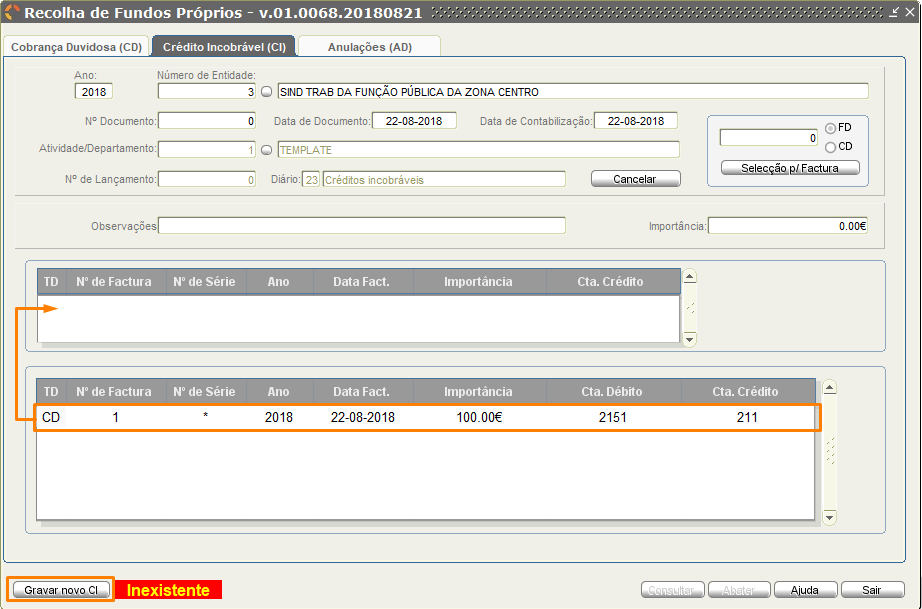 Recolha de Fundos Próprios - v.01.0068.20180821
Cobrança Duvidosa (CD) Crédito Incobrável (CI) Anulações (AD)
Ano: Número de Entidade:
2018 3 SIND TRAB DA FUNÇÃO PÚBLICA DA ZONA CENTRO
Nº Documento: 0 Data de Documento: 22-08-2018 Data de Contabilização: 22-08-2018
0 FD
CD
Atividade/Departamento: 1 TEMPLATE
Selecção p/ Factura
Nº de Lançamento: 0 Diário: 23 Créditos incobráveis Cancelar
Observações Importância: 0.00€
TD Nº de Factura Nº de Série Ano Data Fact. Importância Cta. Crédito
TD Nº de Factura Nº de Série Ano Data Fact. Importância Cta. Débito Cta. Crédito
CD 1 * 2018 22-08-2018 100.00€ 2151 211
Gravar novo CI Inexistente Consultar Abater Ajuda Sair